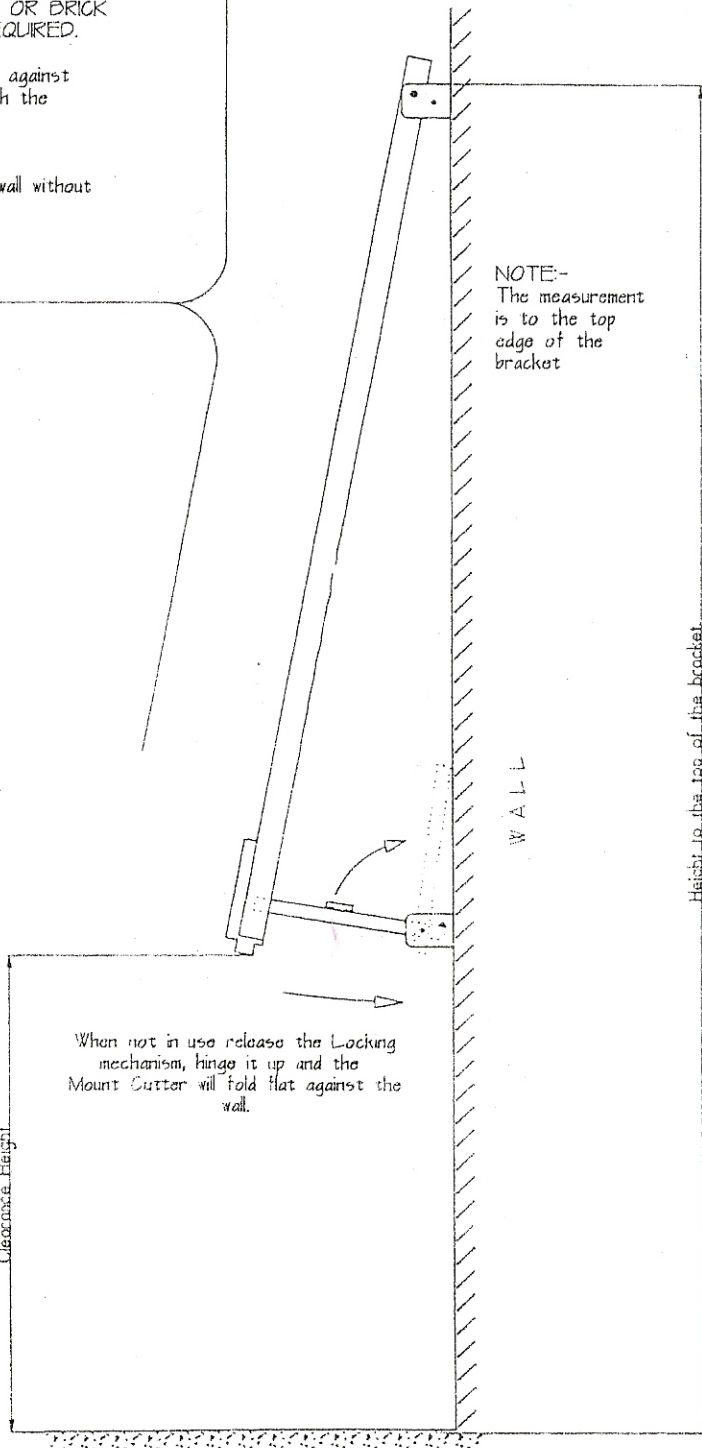 OR BRICK
EQUIRED.
against
h the
wall without
NOTE:-
The measurement
is to the top
edge of the
bracket
Height to the top of the bracket
WALL
When not in use release the Locking
mechanism, hinge it up and the
Mount Cutter will fold flat against the
wall.
Clearance Height